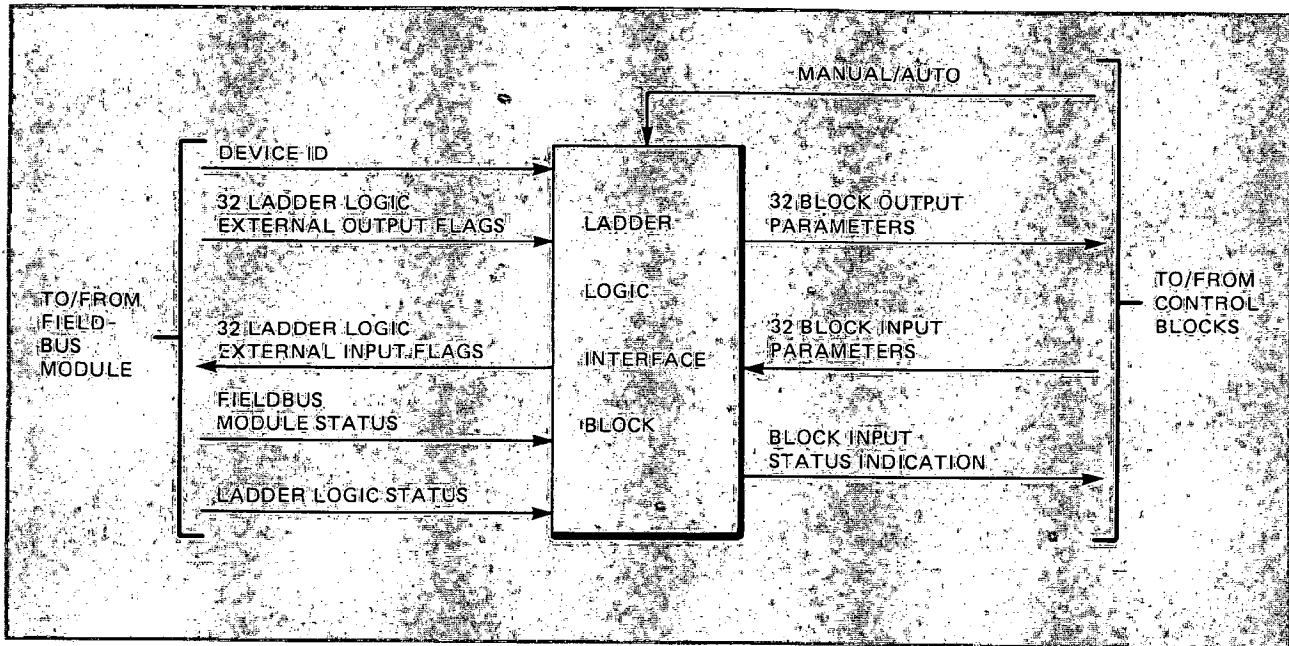 MANUAL/AUTO
DEVICE ID
32 LADDER LOGIC
EXTERNAL OUTPUT FLAGS
32 LADDER LOGIC
EXTERNAL INPUT FLAGS
FIELDBUS
MODULE STATUS
LADDER LOGIC STATUS
TO/FROM
FIELD-
BUS
MODULE
LADDER
LOGIC
INTERFACE
BLOCK
32 BLOCK OUTPUT
PARAMETERS
32 BLOCK INPUT
PARAMETERS
BLOCK INPUT
STATUS INDICATION
TO/FROM
CONTROL
BLOCKS